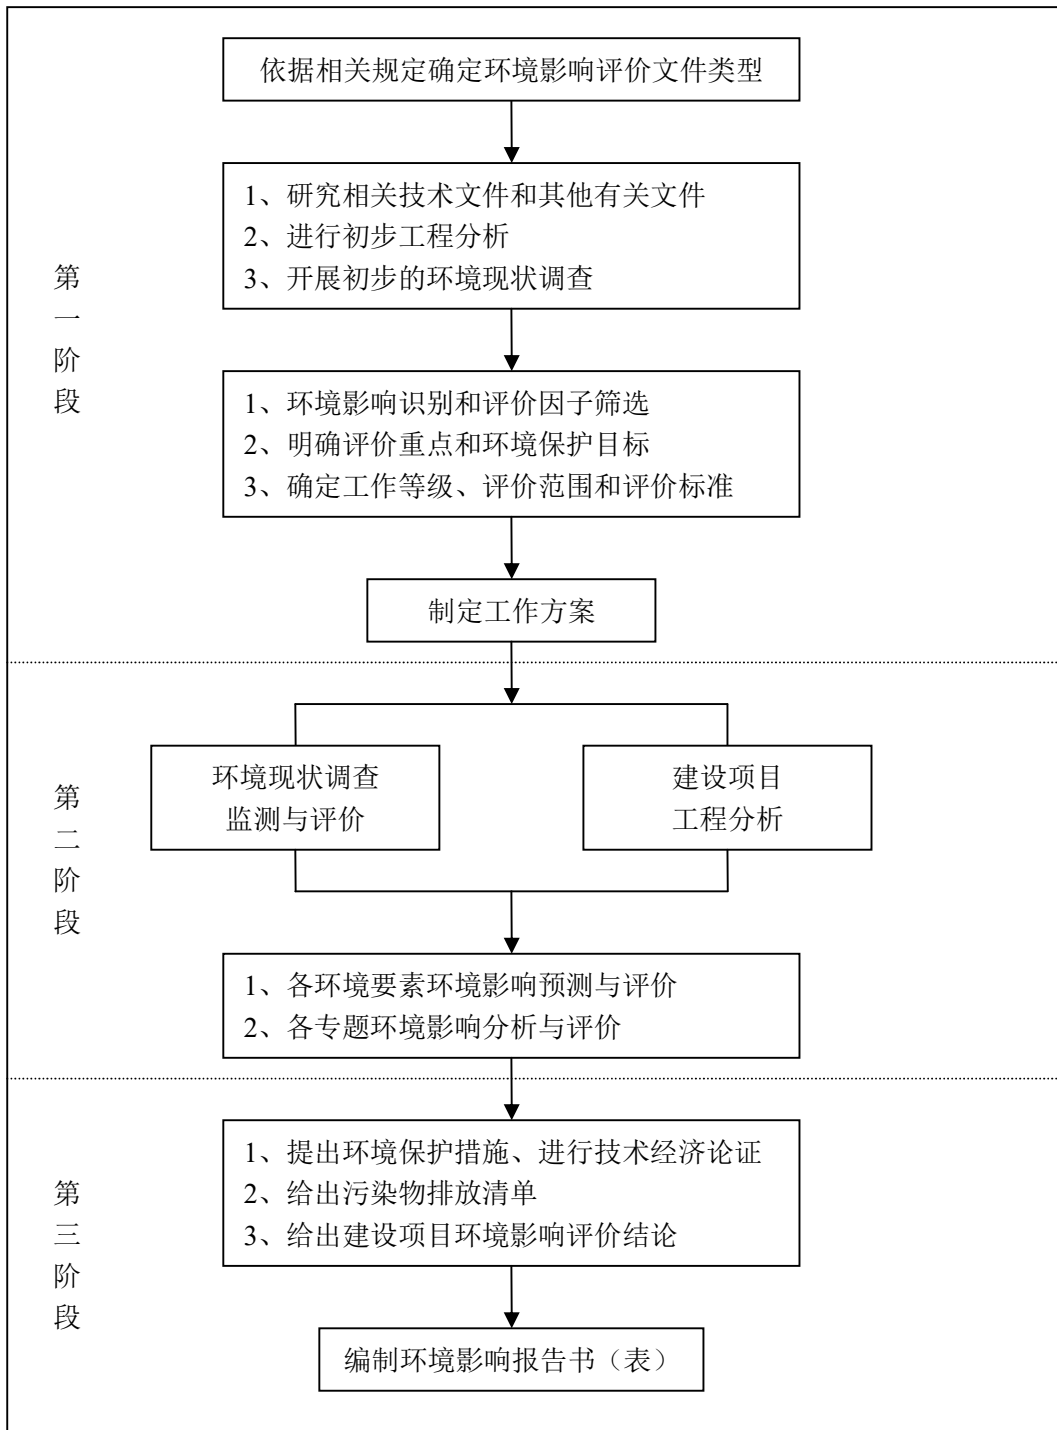 依据相关规定确定环境影响评价文件类型
1、研究相关技术文件和其他有关文件
2、进行初步工程分析
3、开展初步的环境现状调查
第一阶段
1、环境影响识别和评价因子筛选
2、明确评价重点和环境保护目标
3、确定工作等级、评价范围和评价标准
制定工作方案
环境现状调查
监测与评价
建设项目
工程分析
第二阶段
1、各环境要素环境影响预测与评价
2、各专题环境影响分析与评价
1、提出环境保护措施、进行技术经济论证
2、给出污染物排放清单
3、给出建设项目环境影响评价结论
第三阶段
编制环境影响报告书（表）